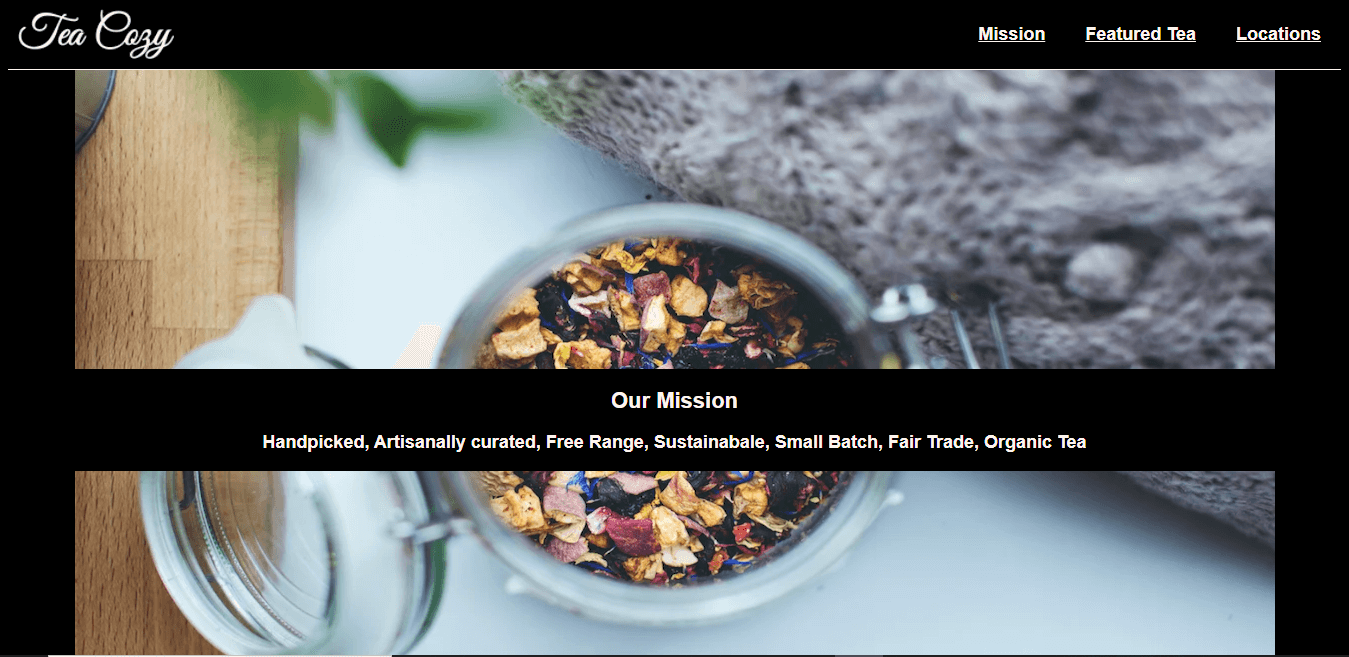 Tea Cozy
Mission Featured Tea Locations
Our Mission
Handpicked, Artisanally curated, Free Range, Sustainabale, Small Batch, Fair Trade, Organic Tea